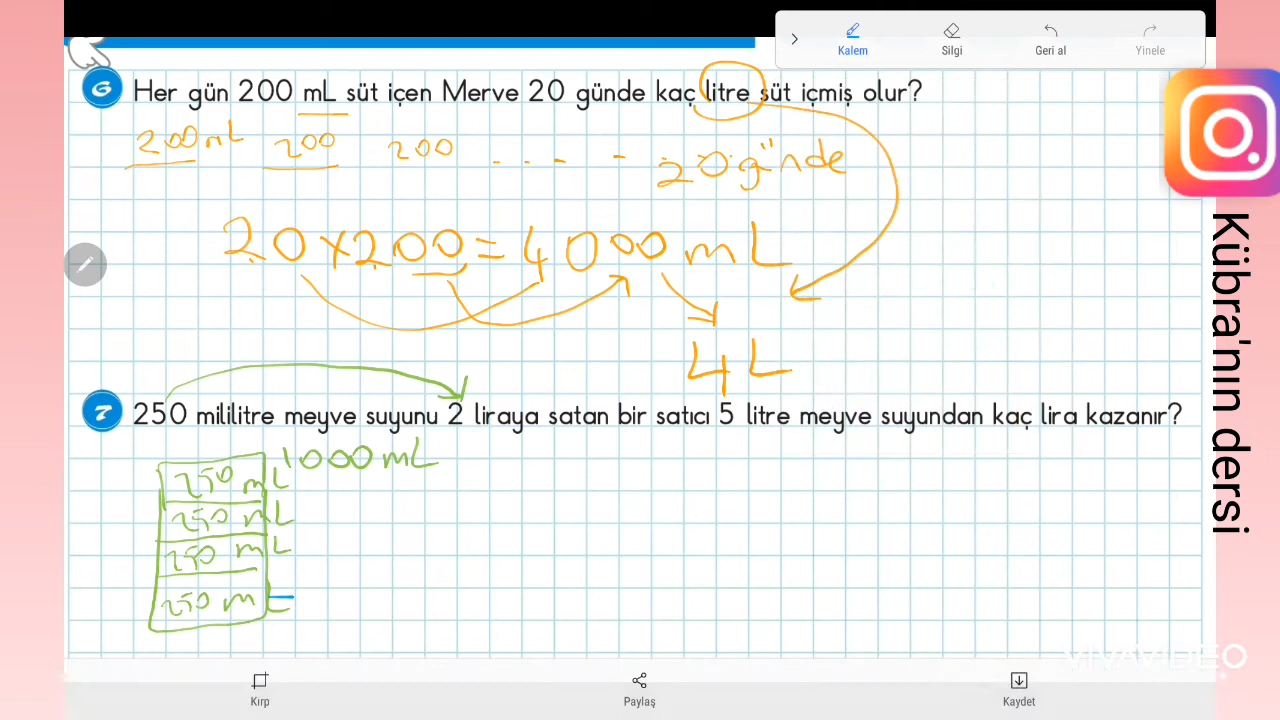 Kalem
Silgi
Geri al
Yinele
6 Her gün 200 mL süt içen Merve 20 günde kaç litre süt içmiş olur?
200 mL 200 200 ... - 20 günde
20x200=4000 mL
4 L
7 250 mililitre meyve suyunu 2 liraya satan bir satıcı 5 litre meyve suyundan kaç lira kazanır?
1000 mL
250 mL
250 mL
250 mL
250 mL
Kübra'nın dersi
VIVAVIDEO
Kırp
Paylaş
Kaydet